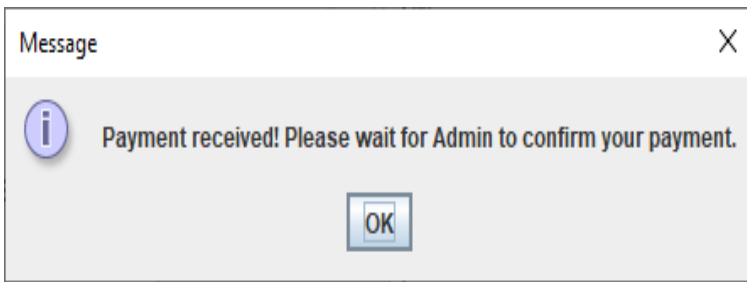 Message
Payment received! Please wait for Admin to confirm your payment.
OK